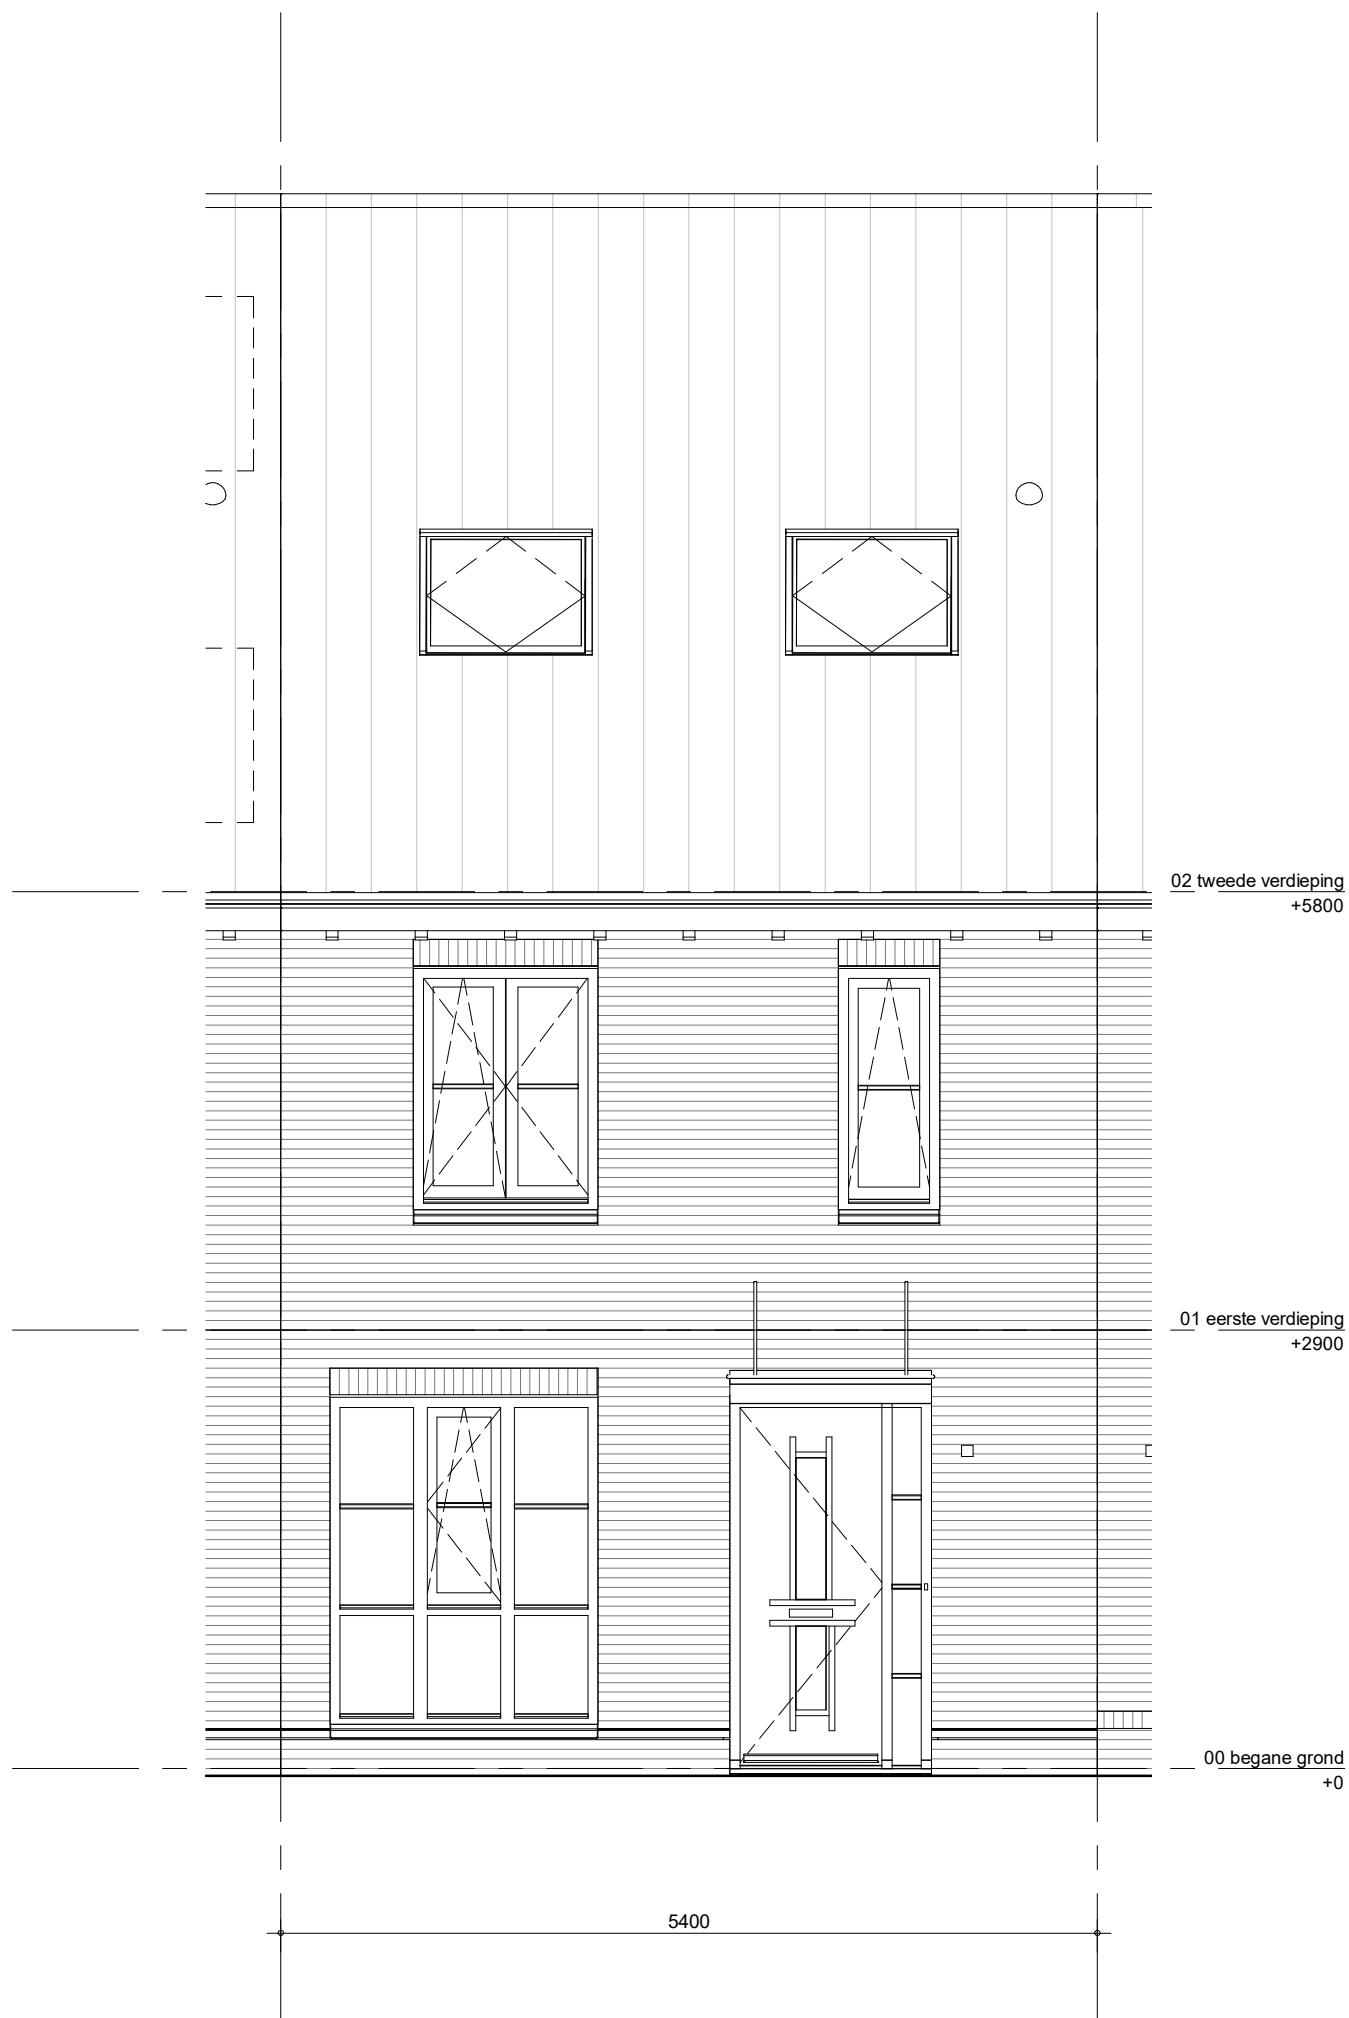 02 tweede verdieping
+5800
01 eerste verdieping
+2900
00 begane grond
+0
5400